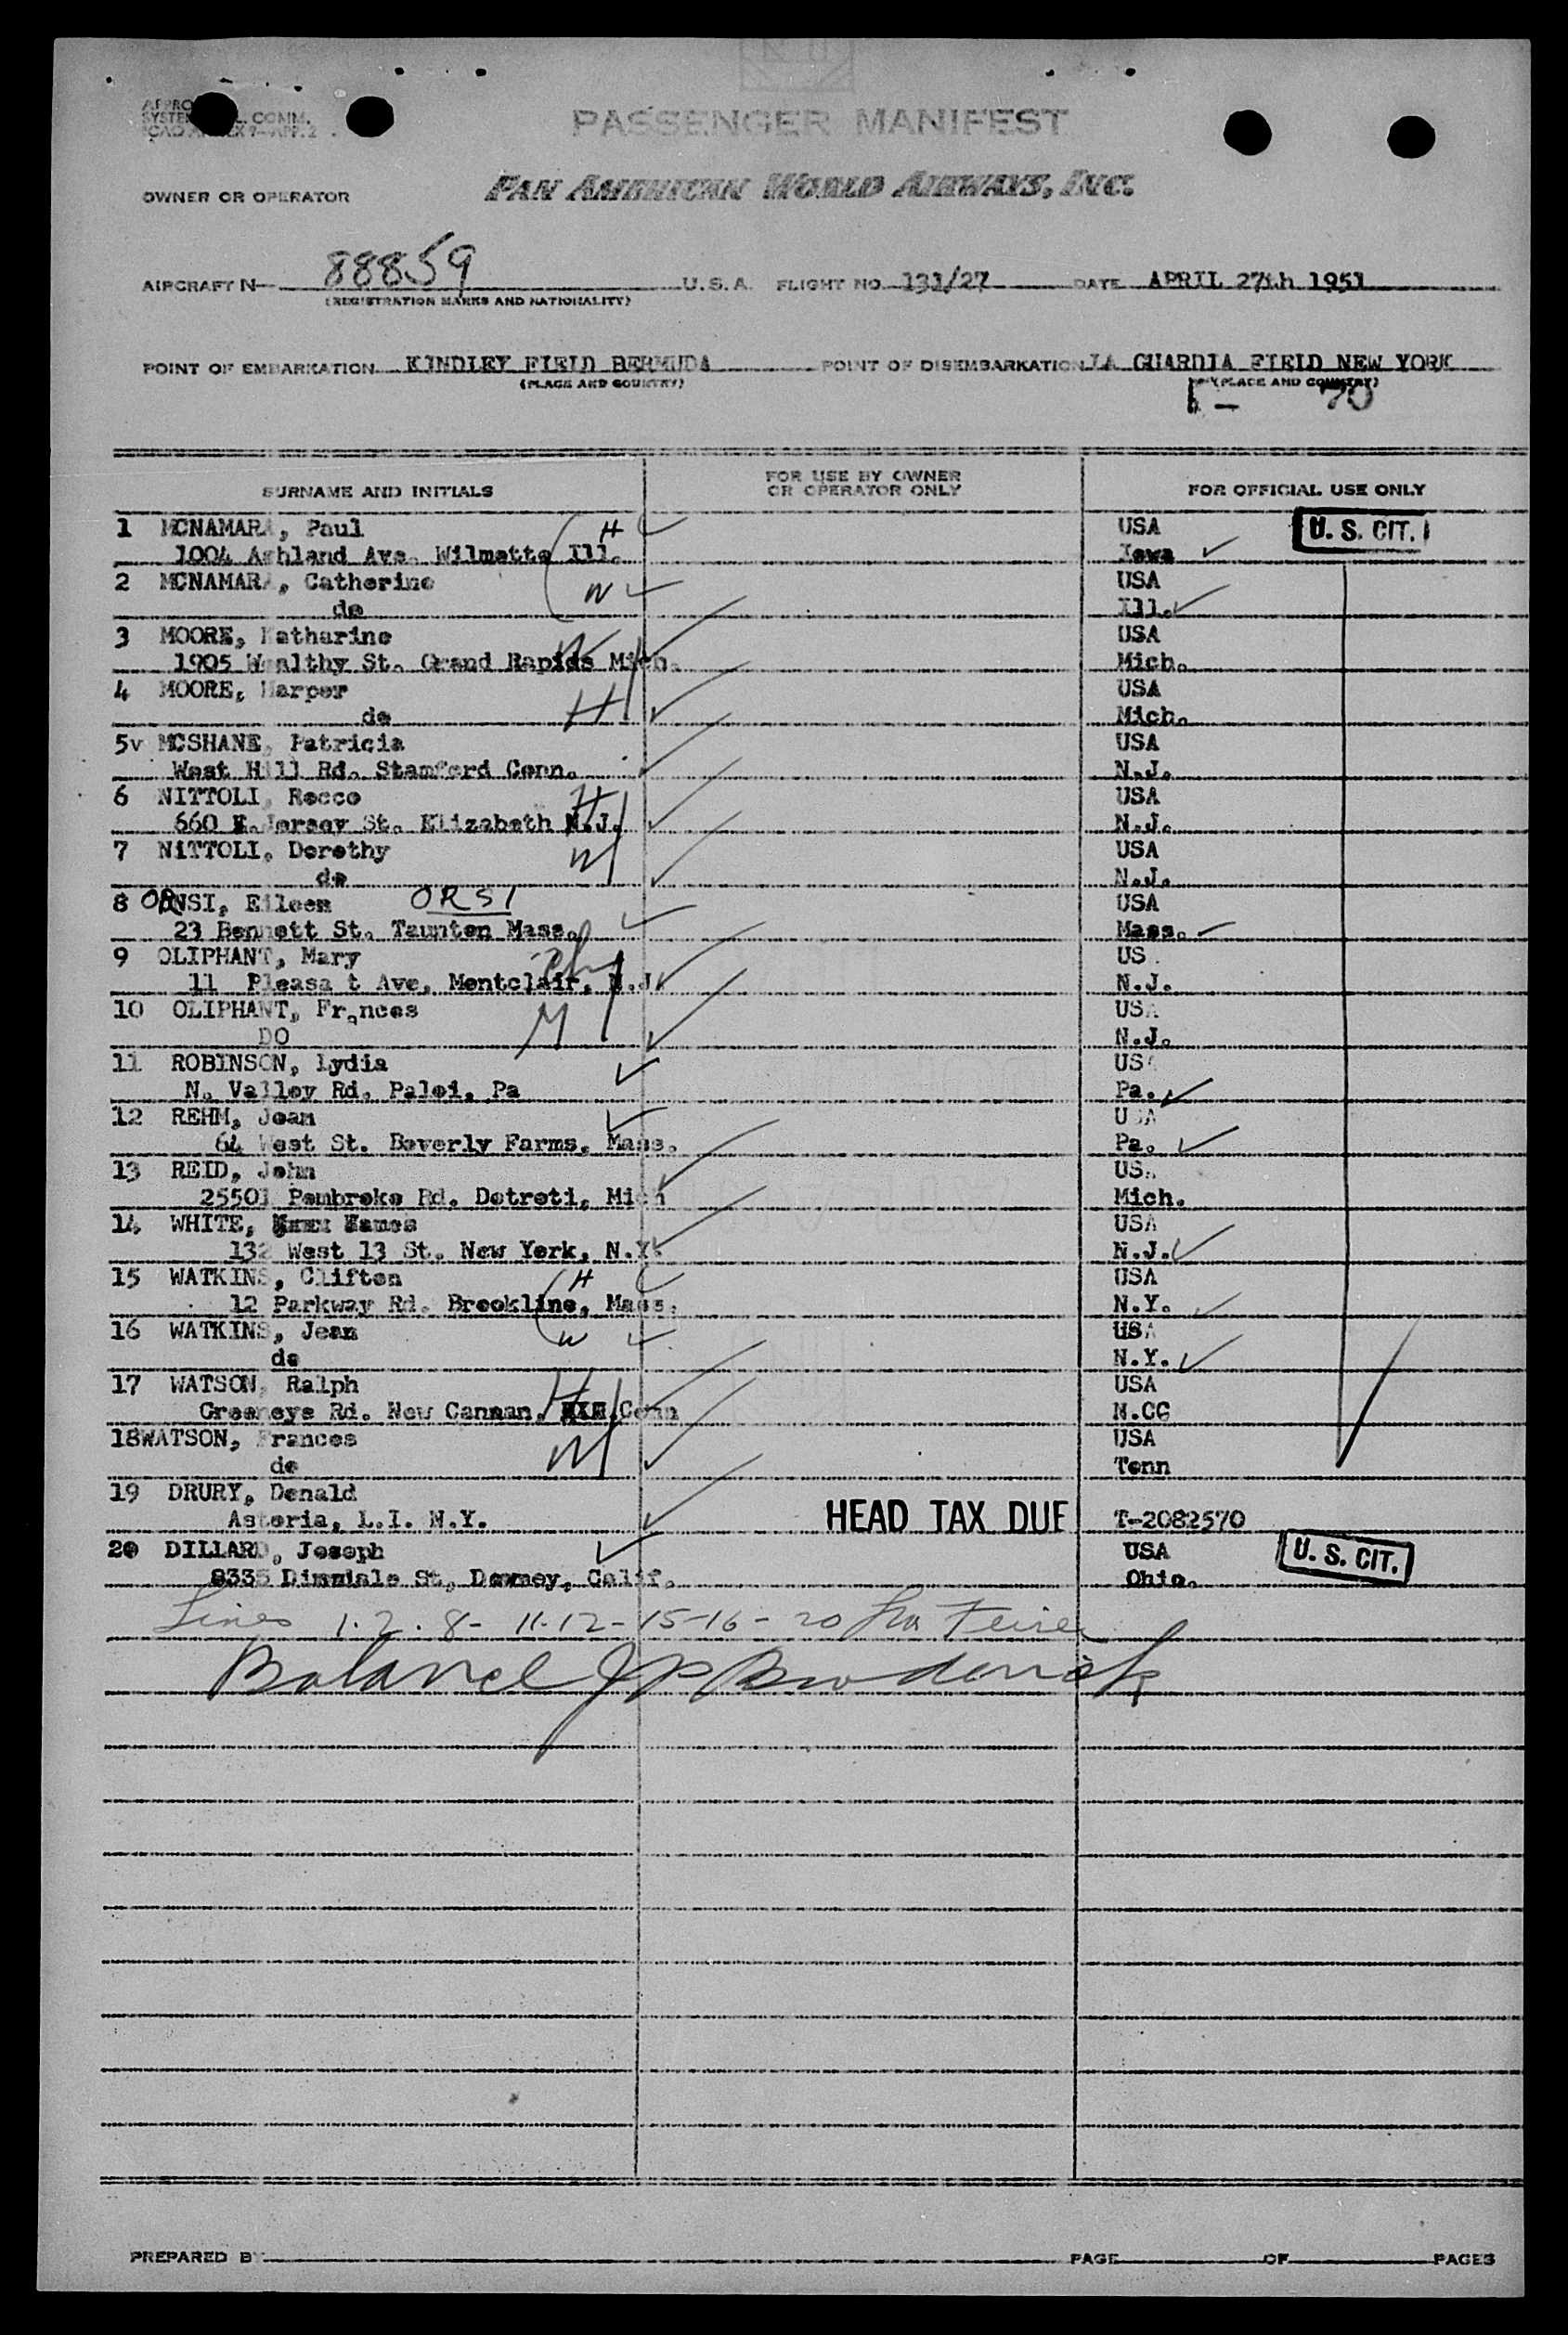 PASSENGER MANIFEST
OWNER OR OPERATOR PAN AMERICAN WORLD AIRWAYS, INC.
AIRCRAFT N- 88859 U.S.A. FLIGHT NO. 131/27 DATE APRIL 27th 1951
(REGISTRATION MARKS AND NATIONALITY)
POINT OF EMBARKATION KINDLEY FIELD BERMUDA POINT OF DISEMBARKATION LA GUARDIA FIELD NEW YORK
(PLACE AND COUNTRY) (PLACE AND COUNTRY)
SURNAME AND INITIALS FOR USE BY OWNER OR OPERATOR ONLY FOR OFFICIAL USE ONLY
1 MCNAMARA, Paul H USA U. S. CIT.
1004 Ashland Ave. Wilmette Ill. Iowa
2 MCNAMARA, Catherine W USA
do Ill.
3 MOORE, Katharine W USA
1905 Wealthy St. Grand Rapids Mich. Mich.
4 MOORE, Harper H USA
do Mich.
5v MCSHANE, Patricia USA
West Hill Rd. Stamford Conn. N.J.
6 NITTOLI, Rocco H USA
660 E. Jersey St. Elizabeth N.J. N.J.
7 NITTOLI, Dorothy W USA
do N.J.
8 ORSI, Eileen ORSI USA
23 Bennett St. Taunton Mass. Mass.
9 OLIPHANT, Mary US
11 Pleasa t Ave, Montclair, N.J. N.J.
10 OLIPHANT, Frances M USA
DO N.J.
11 ROBINSON, Lydia US
N. Valley Rd. Paloi, Pa Pa.
12 REHM, Joan USA
64 West St. Beverly Farms, Mass. Pa.
13 REID, John US
25501 Pembroke Rd. Detroti, Mich Mich.
14 WHITE, James USA
132 West 13 St. New York, N.Y. N.J.
15 WATKINS, Clifton H USA
12 Parkway Rd. Brookline, Mass. N.Y.
16 WATKINS, Jean W USA
do N.Y.
17 WATSON, Ralph H USA
Greeneye Rd. New Canaan, Conn N.CC
18WATSON, Frances W USA
do Tenn
19 DRURY, Donald
Astoria, L.I. N.Y. HEAD TAX DUE T-2082570
20 DILLARD, Joseph USA U. S. CIT.
8335 St, Downey, Calif. Ohio.
Lines 1.2.8-11-12-15-16-20
Balance JP Broderick
PREPARED BY PAGE OF PAGES